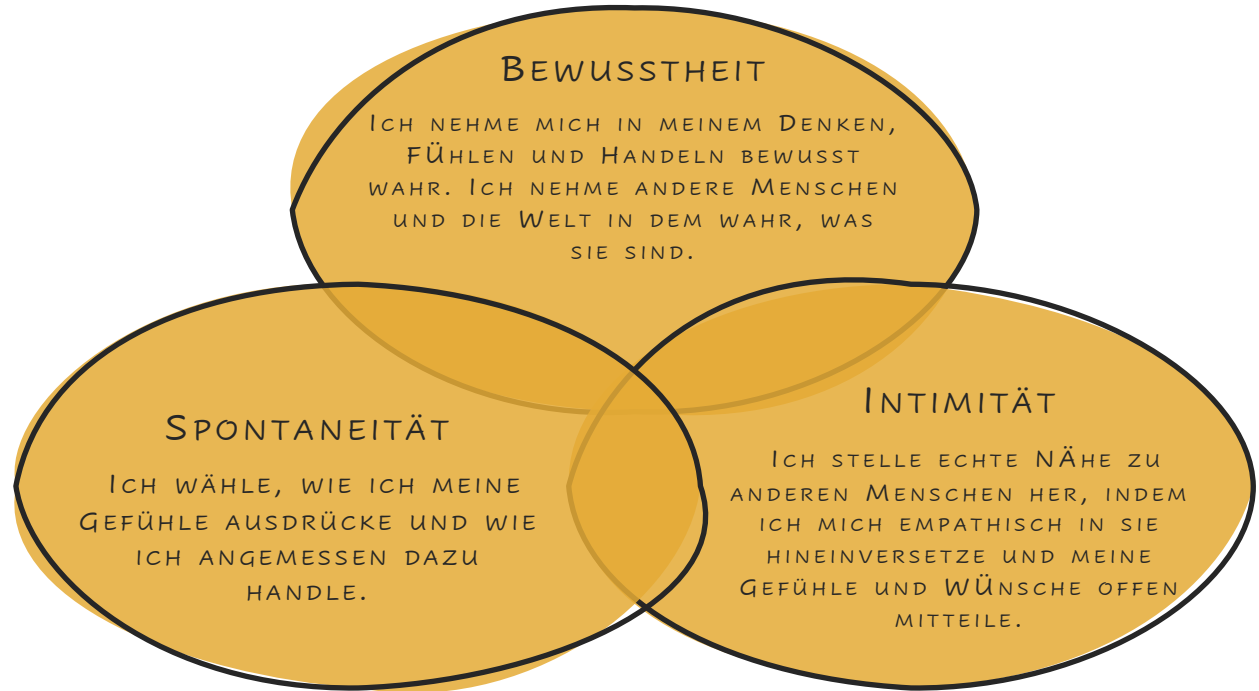 Bewusstheit
Ich nehme mich in meinem Denken,
Fühlen und Handeln bewusst
wahr. Ich nehme andere Menschen
und die Welt in dem wahr, was
sie sind.
Spontaneität
Ich wähle, wie ich meine
Gefühle ausdrücke und wie
ich angemessen dazu
handle.
Intimität
Ich stelle echte Nähe zu
anderen Menschen her, indem
ich mich empathisch in sie
hineinversetze und meine
Gefühle und Wünsche offen
mitteile.